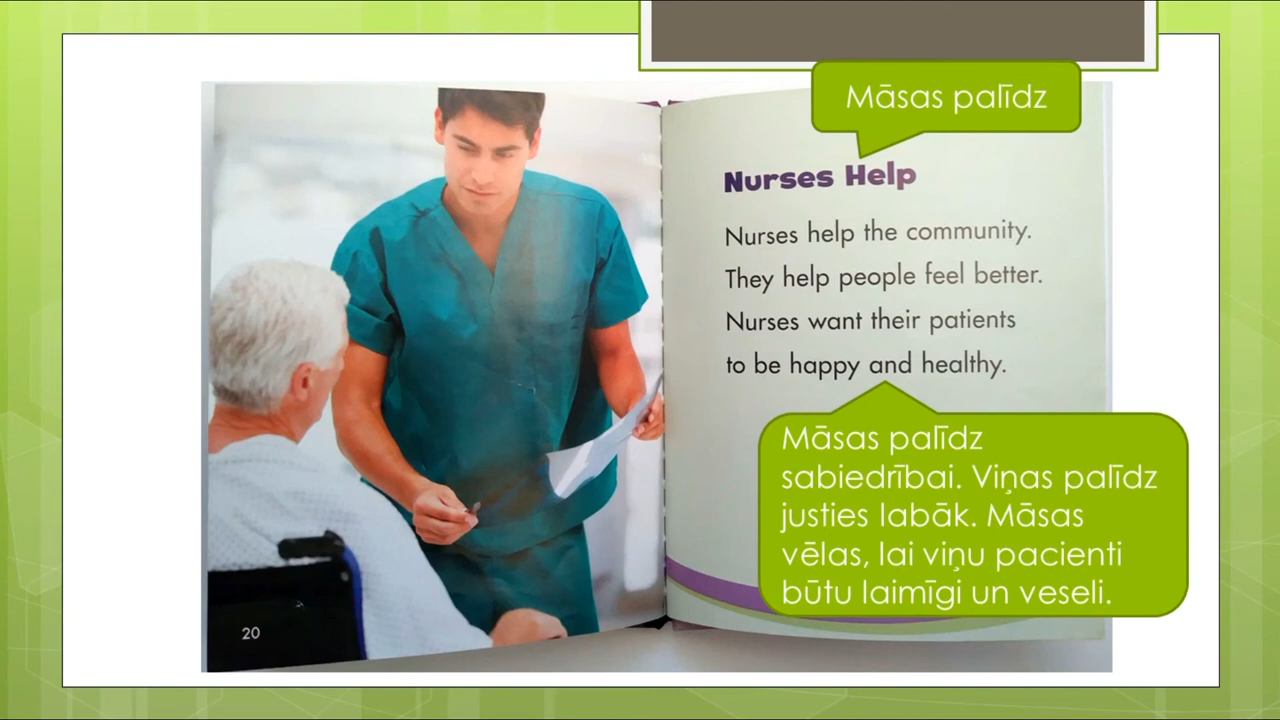 Māsas palīdz
Nurses Help
Nurses help the community.
They help people feel better.
Nurses want their patients
to be happy and healthy.
Māsas palīdz
sabiedrībai. Viņas palīdz
justies labāk. Māsas
vēlas, lai viņu pacienti
būtu laimīgi un veseli.
20